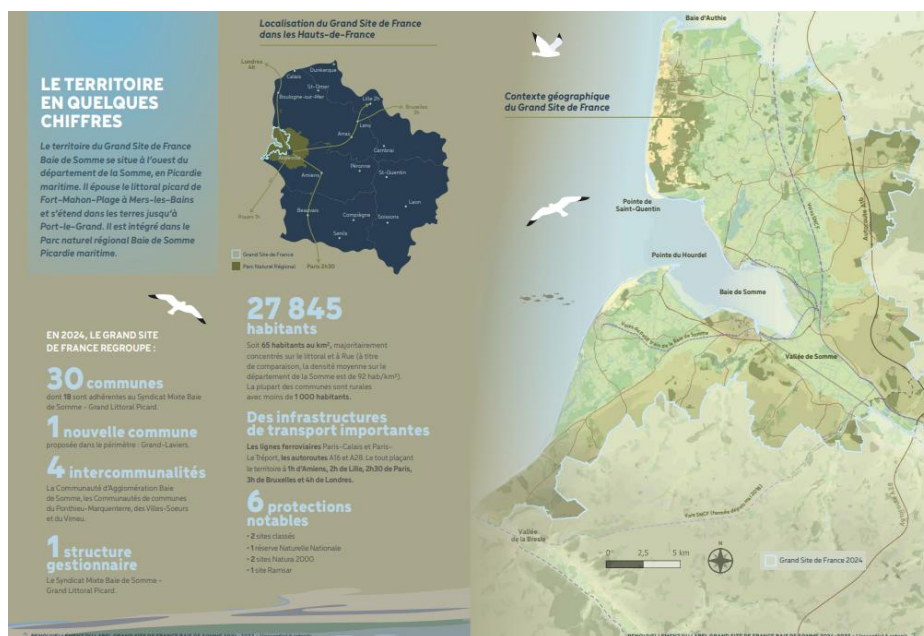 LE TERRITOIRE
EN QUELQUES
CHIFFRES
Le territoire du Grand Site de France
Baie de Somme se situe à l'ouest du
département de la Somme, en Picardie
maritime. Il épouse le littoral picard de
Fort-Mahon-Plage à Mers-les-Bains
et s'étend dans les terres jusqu'à
Port-le-Grand. Il est intégré dans le
Parc naturel régional Baie de Somme
Picardie maritime.
Localisation du Grand Site de France
dans les Hauts-de-France
Londres
4h
Dunkerque
Calais
St-Omer
Boulogne-sur-Mer
Lille 2h
Bruxelles
3h
Lens
Arras
Cambrai
Abbeville
Amiens
Péronne
St-Quentin
Laon
Beauvais
Compiègne
Soissons
Senlis
Rouen 1h
Paris 2h30
Grand Site de France
Parc Naturel Régional
EN 2024, LE GRAND SITE
DE FRANCE REGROUPE :
30 communes
dont 18 sont adhérentes au Syndicat Mixte Baie
de Somme - Grand Littoral Picard.
1 nouvelle commune
proposée dans le périmètre : Grand-Laviers.
4 intercommunalités
La Communauté d'Agglomération Baie
de Somme, les Communautés de communes
du Ponthieu-Marquenterre, des Villes-Soeurs
et du Vimeu.
1 structure
gestionnaire
Le Syndicat Mixte Baie de Somme -
Grand Littoral Picard.
27 845
habitants
Soit 65 habitants au km², majoritairement
concentrés sur le littoral et à Rue (à titre
de comparaison, la densité moyenne sur le
département de la Somme est de 92 hab/km²).
La plupart des communes sont rurales
avec moins de 1 000 habitants.
Des infrastructures
de transport importantes
Les lignes ferroviaires Paris-Calais et Paris-
Le Tréport, les autoroutes A16 et A28. Le tout plaçant
le territoire à 1h d'Amiens, 2h de Lille, 2h30 de Paris,
3h de Bruxelles et 4h de Londres.
6 protections
notables
• 2 sites classés
• 1 réserve Naturelle Nationale
• 2 sites Natura 2000
• 1 site Ramsar
Contexte géographique
du Grand Site de France
Baie d'Authie
Pointe de
Saint-Quentin
Pointe du Hourdel
Baie de Somme
Vallée de Somme
Autoroute A16
Vallée
de la Bresle
0
2,5
5 km
N
Grand Site de France 2024